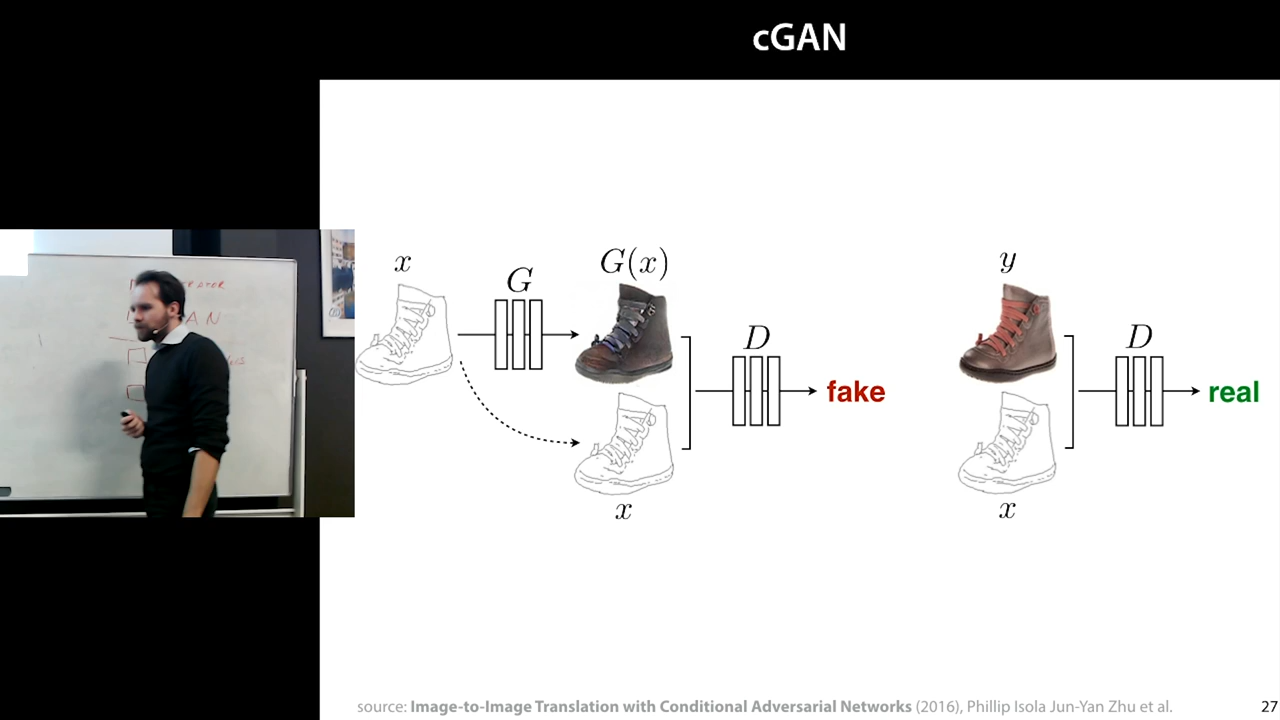 cGAN
x
G
G(x)
D
fake
x
y
D
real
x
source: Image-to-Image Translation with Conditional Adversarial Networks (2016), Phillip Isola Jun-Yan Zhu et al.
27